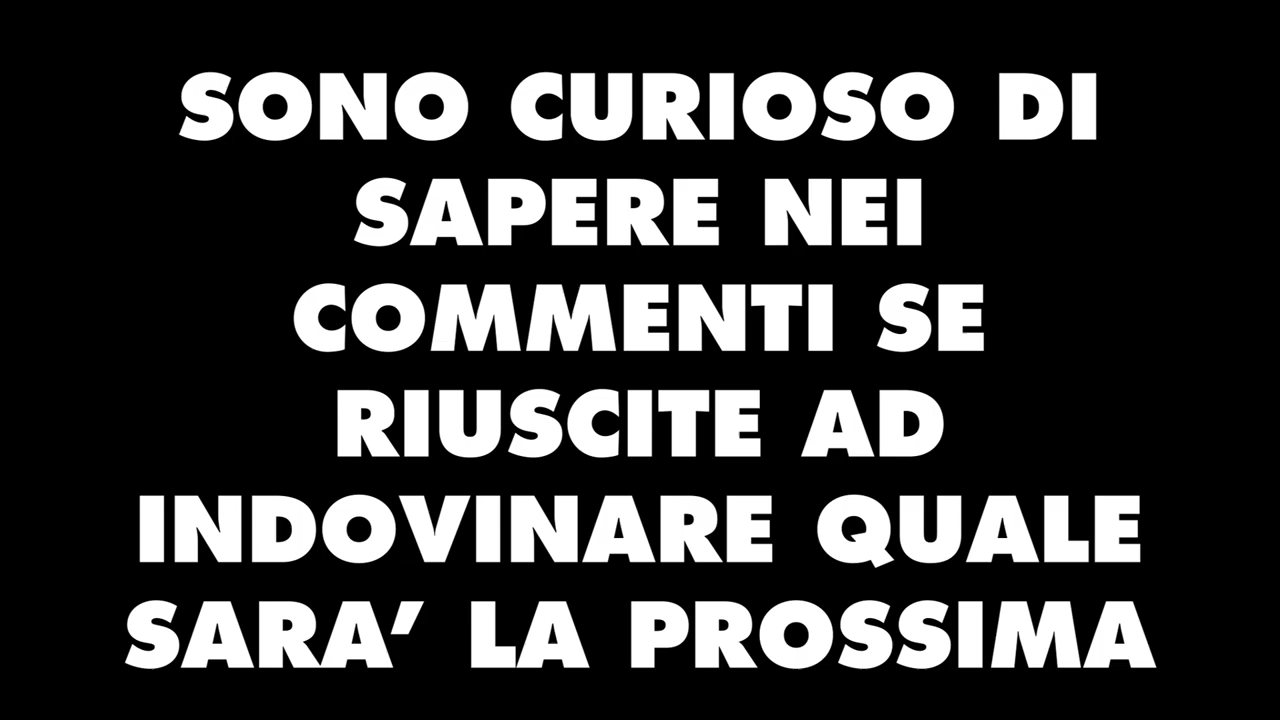 SONO CURIOSO DI
SAPERE NEI
COMMENTI SE
RIUSCITE AD
INDOVINARE QUALE
SARA’ LA PROSSIMA